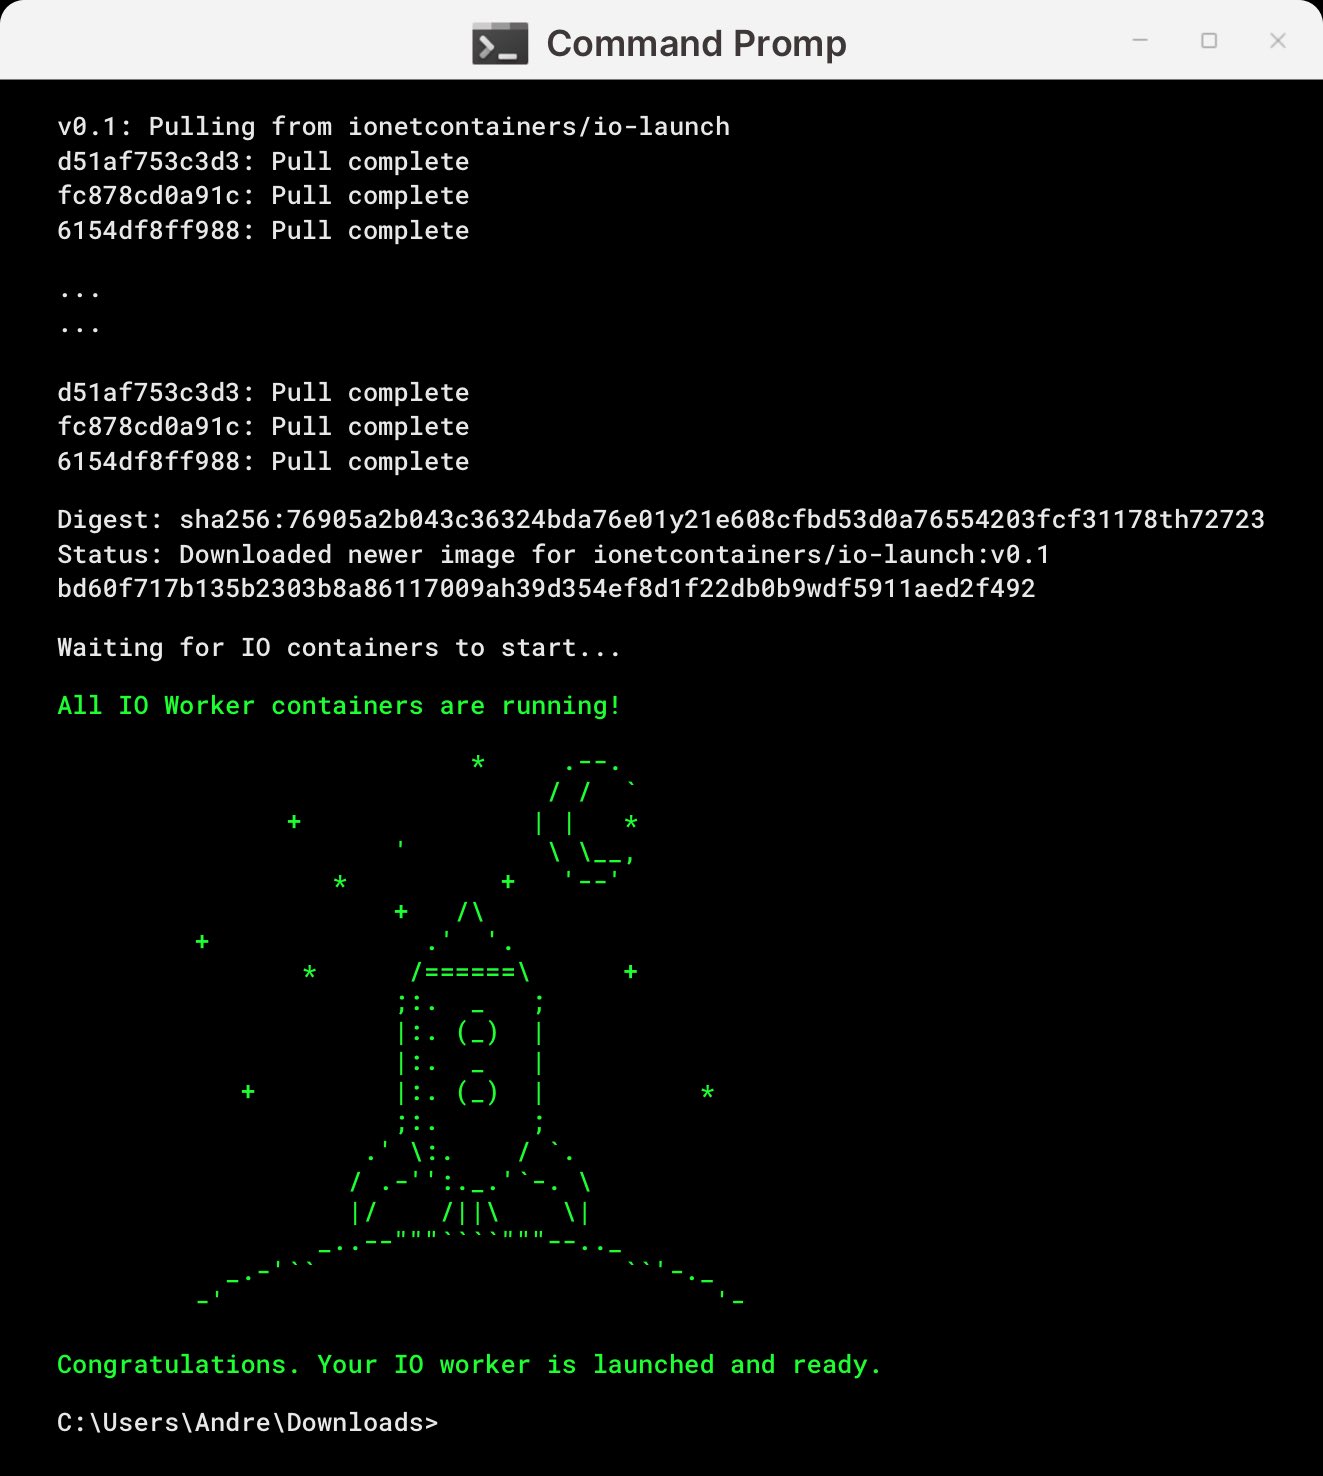 Command Promp
v0.1: Pulling from ionetcontainers/io-launch
d51af753c3d3: Pull complete
fc878cd0a91c: Pull complete
6154df8ff988: Pull complete
...
...
d51af753c3d3: Pull complete
fc878cd0a91c: Pull complete
6154df8ff988: Pull complete
Digest: sha256:76905a2b043c36324bda76e01y21e608cfbd53d0a76554203fcf31178th72723
Status: Downloaded newer image for ionetcontainers/io-launch:v0.1
bd60f717b135b2303b8a86117009ah39d354ef8d1f22db0b9wdf5911aed2f492
Waiting for IO containers to start...
All IO Worker containers are running!
Congratulations. Your IO worker is launched and ready.
C:\Users\Andre\Downloads>